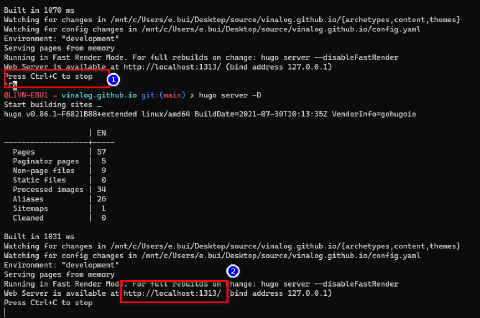 Built in 1070 ms
Watching for changes in /mnt/c/Users/e.bui/Desktop/source/vinalog.github.io/{archetypes,content,themes}
Watching for config changes in /mnt/c/Users/e.bui/Desktop/source/vinalog.github.io/config.yaml
Environment: "development"
Serving pages from memory
Running in Fast Render Mode. For full rebuilds on change: hugo server --disableFastRender
Web Server is available at http://localhost:1313/ (bind address 127.0.0.1)
Press Ctrl+C to stop
1
^C
@LIVN-EBU1 → vinalog.github.io git:(main) x hugo server -D
Start building sites …
hugo v0.86.1-F6821B88+extended linux/amd64 BuildDate=2021-07-30T10:13:35Z VendorInfo=gohugoio
| EN
-------------------+-----
Pages | 57
Paginator pages | 5
Non-page files | 9
Static files | 0
Processed images | 34
Aliases | 26
Sitemaps | 1
Cleaned | 0
Built in 1031 ms
Watching for changes in /mnt/c/Users/e.bui/Desktop/source/vinalog.github.io/{archetypes,content,themes}
Watching for config changes in /mnt/c/Users/e.bui/Desktop/source/vinalog.github.io/config.yaml
Environment: "development"
Serving pages from memory
2
Running in Fast Render Mode. For full rebuilds on change: hugo server --disableFastRender
Web Server is available at http://localhost:1313/ (bind address 127.0.0.1)
Press Ctrl+C to stop